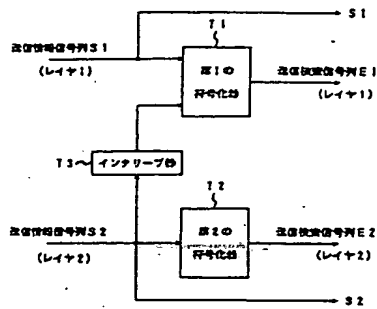 S1
T1
送信情報信号列S1
(レイヤ1)
第1の
符号化器
送信検査信号列E1
(レイヤ1)
T3
インタリーブ器
T2
送信情報信号列S2
(レイヤ2)
第2の
符号化器
送信検査信号列E2
(レイヤ2)
S2